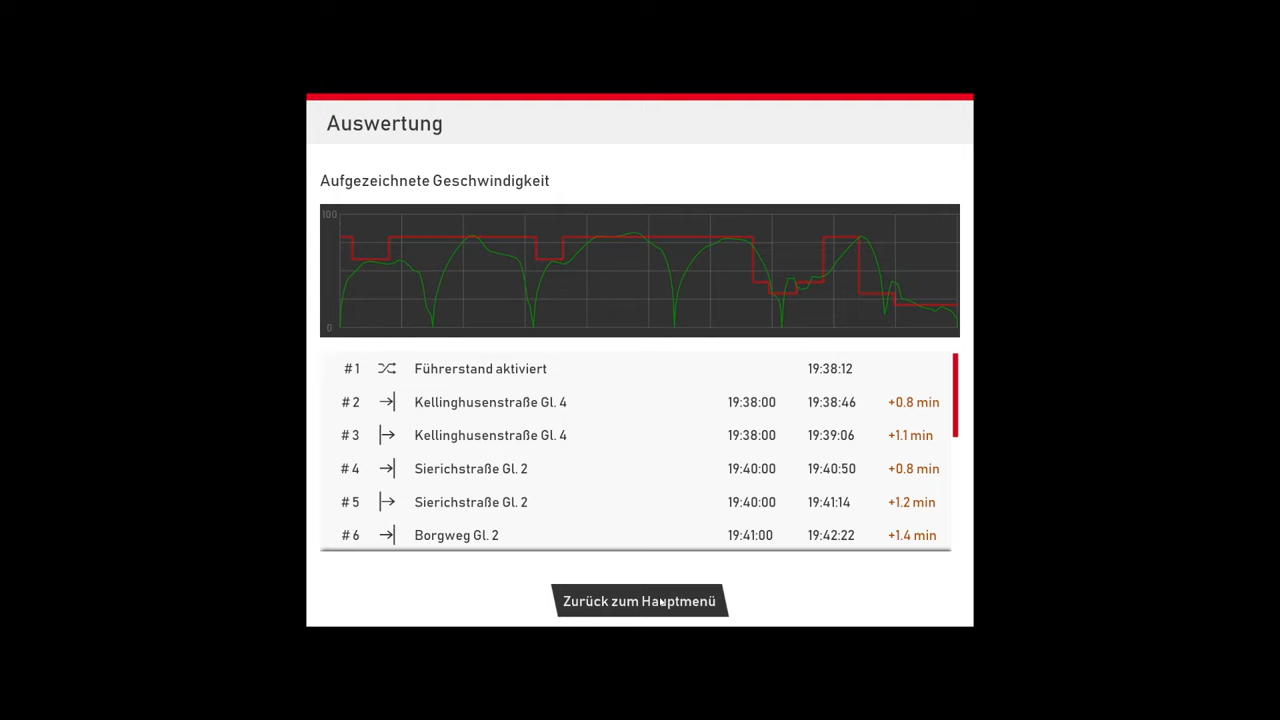 Auswertung
Aufgezeichnete Geschwindigkeit
100
0
#1 Führerstand aktiviert 19:38:12
#2 Kellinghusenstraße Gl. 4 19:38:00 19:38:46 +0.8 min
#3 Kellinghusenstraße Gl. 4 19:38:00 19:39:06 +1.1 min
#4 Sierichstraße Gl. 2 19:40:00 19:40:50 +0.8 min
#5 Sierichstraße Gl. 2 19:40:00 19:41:14 +1.2 min
#6 Borgweg Gl. 2 19:41:00 19:42:22 +1.4 min
Zurück zum Hauptmenü